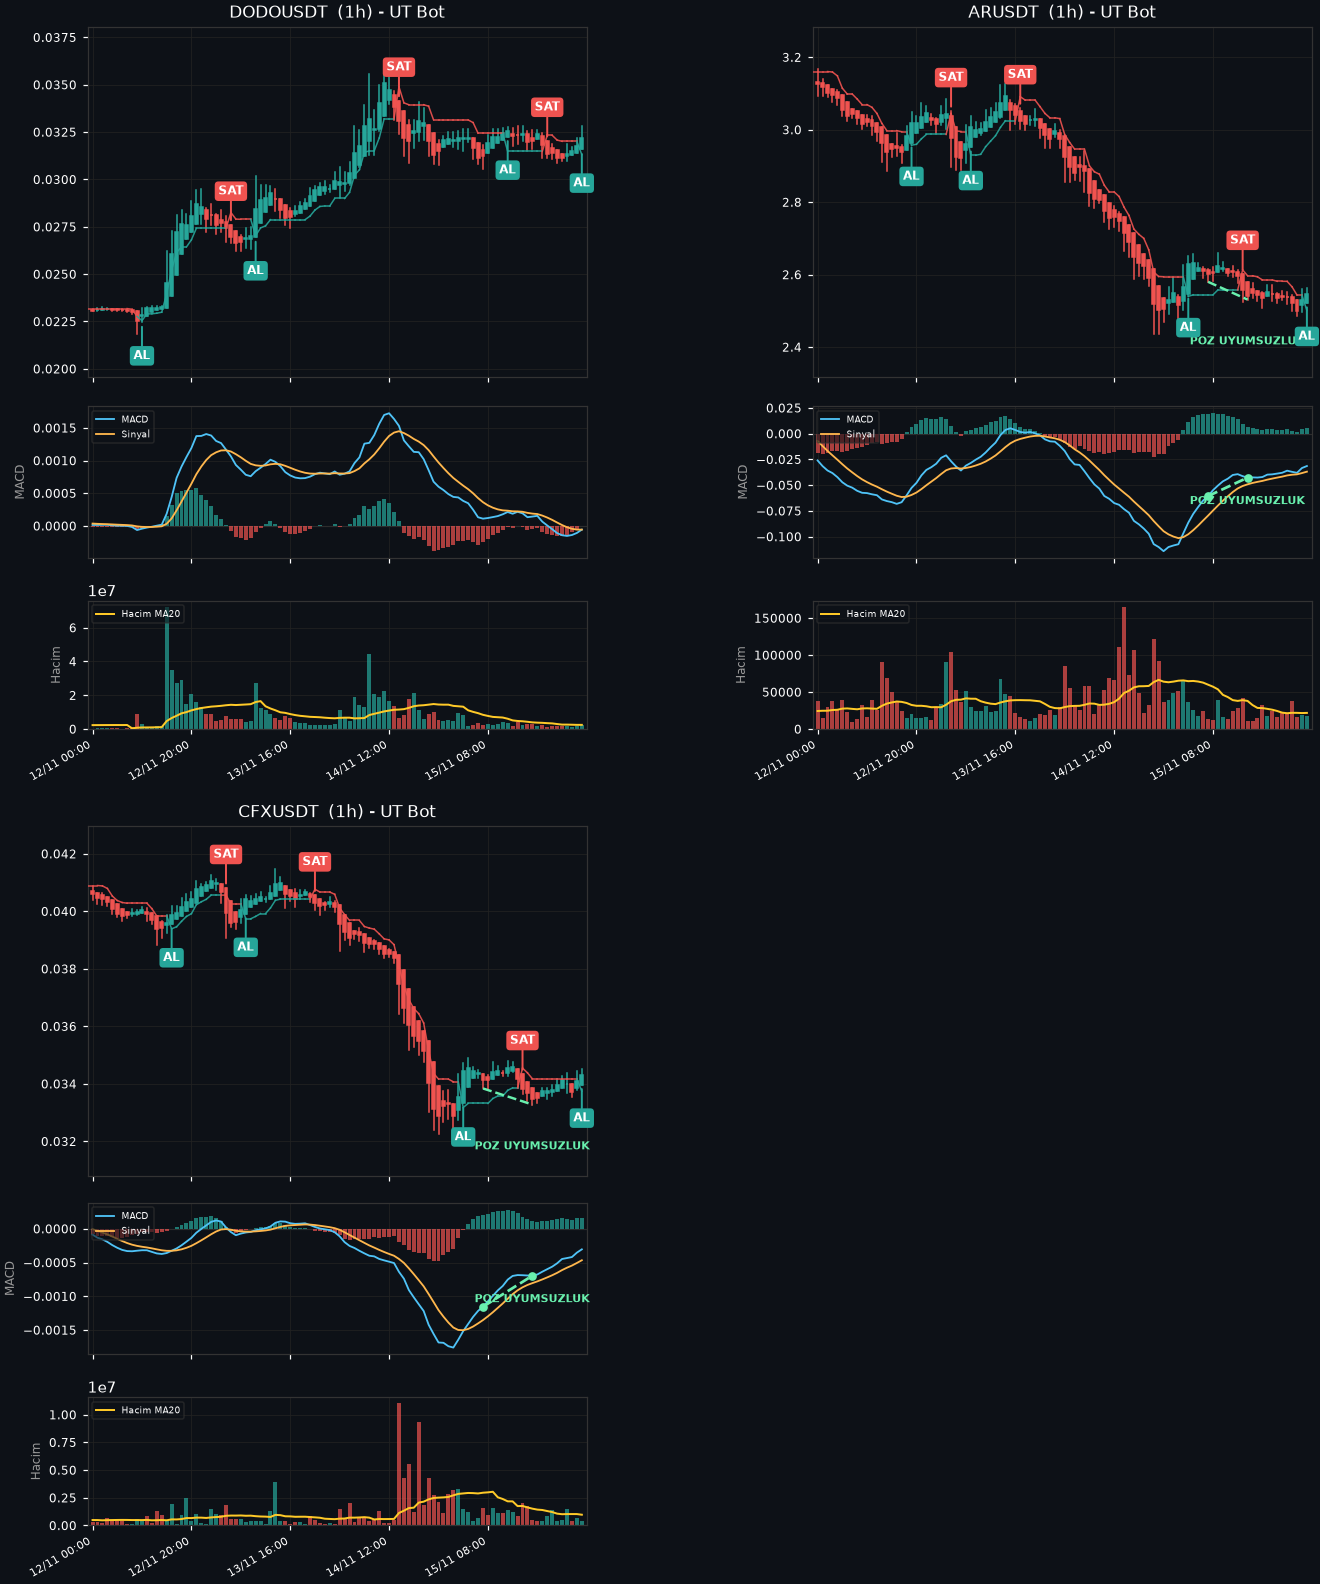 DODOUSDT  (1h) - UT Bot
0.0375
0.0350
0.0325
0.0300
0.0275
0.0250
0.0225
0.0200
SAT
SAT
SAT
AL
AL
AL
AL
MACD
Sinyal
MACD
0.0015
0.0010
0.0005
0.0000
1e7
Hacim MA20
Hacim
6
4
2
0
12/11 00:00
12/11 20:00
13/11 16:00
14/11 12:00
15/11 08:00
ARUSDT  (1h) - UT Bot
3.2
3.0
2.8
2.6
2.4
SAT
SAT
SAT
AL
AL
AL
AL
POZ UYUMSUZLU
MACD
Sinyal
MACD
0.025
0.000
−0.025
−0.050
−0.075
−0.100
POZ UYUMSUZLUK
Hacim MA20
Hacim
150000
100000
50000
0
12/11 00:00
12/11 20:00
13/11 16:00
14/11 12:00
15/11 08:00
CFXUSDT  (1h) - UT Bot
0.042
0.040
0.038
0.036
0.034
0.032
SAT
SAT
SAT
AL
AL
AL
AL
POZ UYUMSUZLUK
MACD
Sinyal
MACD
0.0000
−0.0005
−0.0010
−0.0015
POZ UYUMSUZLUK
1e7
Hacim MA20
Hacim
1.00
0.75
0.50
0.25
0.00
12/11 00:00
12/11 20:00
13/11 16:00
14/11 12:00
15/11 08:00